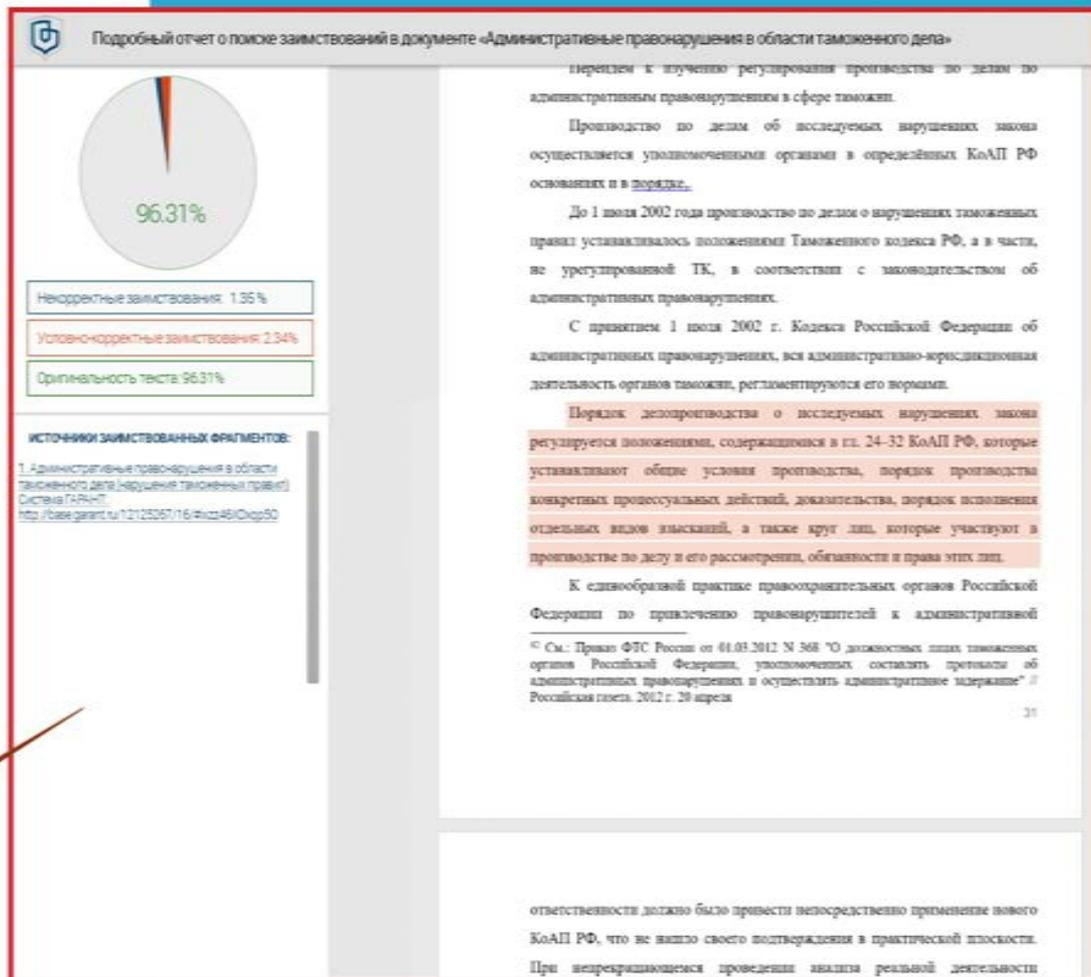 Подробный отчет о поиске заимствований в документе «Административные правонарушения в области таможенного дела»
96.31%
Некорректные заимствования: 1.35%
Условно-корректные заимствования: 2.34%
Оригинальность текста: 96.31%
ИСТОЧНИКИ ЗАИМСТВОВАННЫХ ФРАГМЕНТОВ:
1. Административные правонарушения в области
таможенного дела (нарушения таможенных правил)
Система ГАРАНТ:
Перейдем к изучению регулирования производства по делам по
административным правонарушениям в сфере таможни.
Производство по делам об исследуемых нарушениях закона
осуществляется уполномоченными органами в определённых КоАП РФ
основаниях и в порядке,.
До 1 июля 2002 года производство по делам о нарушениях таможенных
правил устанавливалось положениями Таможенного кодекса РФ, а в части,
не урегулированной ТК, в соответствии с законодательством об
административных правонарушениях.
С принятием 1 июля 2002 г. Кодекса Российской Федерации об
административных правонарушениях, вся административно-юрисдикционная
деятельность органов таможни, регламентируются его нормами.
Порядок делопроизводства о исследуемых нарушениях закона
регулируется положениями, содержащимися в гл. 24–32 КоАП РФ, которые
устанавливают общие условия производства, порядок производства
конкретных процессуальных действий, доказательства, порядок исполнения
отдельных видов взысканий, а также круг лиц, которые участвуют в
производстве по делу и его рассмотрении, обязанности и права этих лиц.
К единообразной практике правоохранительных органов Российской
Федерации по привлечению правонарушителей к административной
См.: Приказ ФТС России от 01.03.2012 N 368 "О должностных лицах таможенных
органов Российской Федерации, уполномоченных составлять протоколы об
административных правонарушениях и осуществлять административное задержание" //
Российская газета. 2012 г. 20 апреля
31
ответственности должно было привести непосредственно применение нового
КоАП РФ, что не нашло своего подтверждения в практической плоскости.
При непрекращающемся проведении анализа реальной деятельности